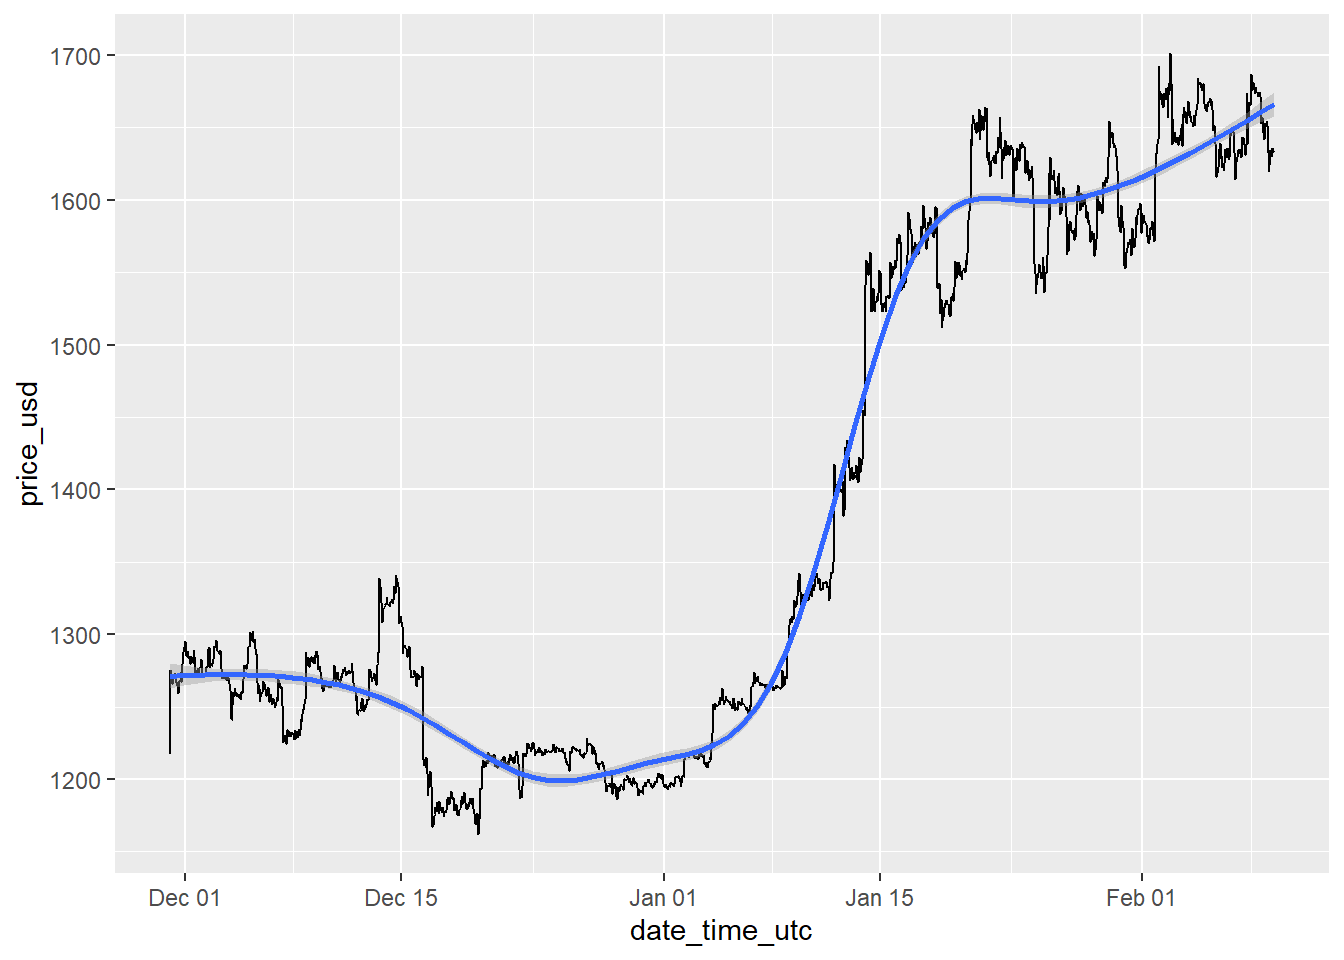 1700
1600
1500
1400
1300
1200
price_usd
Dec 01
Dec 15
Jan 01
Jan 15
Feb 01
date_time_utc